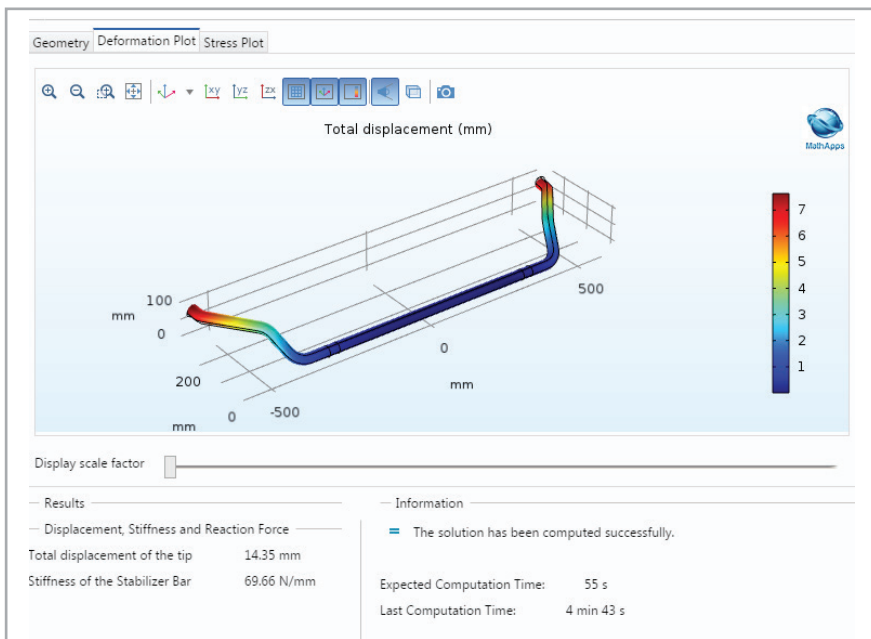 Geometry Deformation Plot Stress Plot
xy yz zx
Total displacement (mm)
MathApps
7
6
5
4
3
2
1
100
mm
0
500
0
200
mm
0
-500
mm
Display scale factor
Results
Displacement, Stiffness and Reaction Force
Total displacement of the tip 14.35 mm
Stiffness of the Stabilizer Bar 69.66 N/mm
Information
The solution has been computed successfully.
Expected Computation Time: 55 s
Last Computation Time: 4 min 43 s